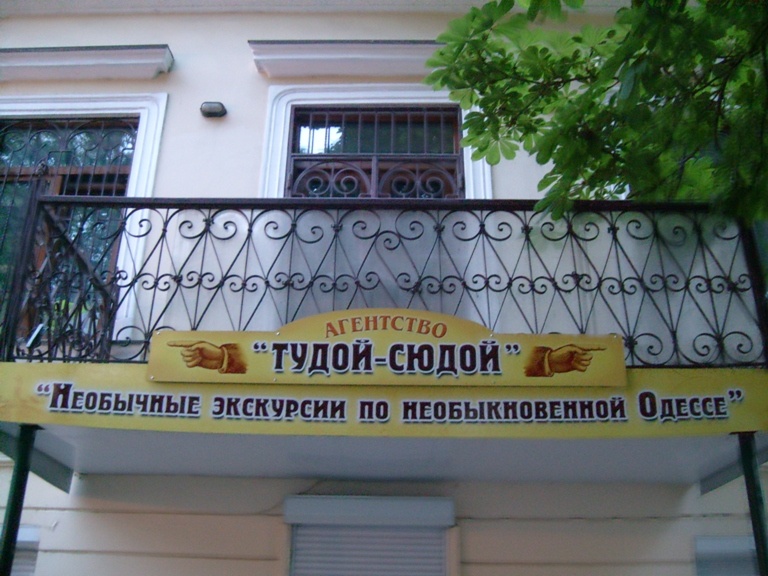 АГЕНТСТВО
"ТУДОЙ-СЮДОЙ"
"НЕОБЫЧНЫЕ ЭКСКУРСИИ ПО НЕОБЫКНОВЕННОЙ ОДЕССЕ"